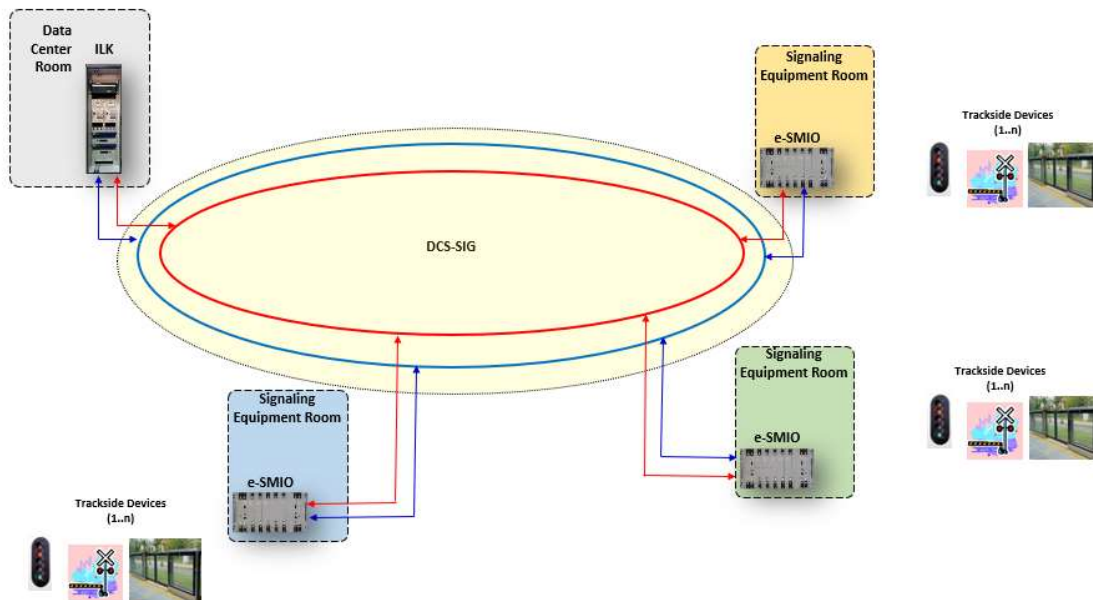 Data
Center
Room
ILK
Signaling
Equipment Room
e-SMIO
Trackside Devices
(1..n)
DCS-SIG
Signaling
Equipment Room
e-SMIO
Trackside Devices
(1..n)
Signaling
Equipment Room
e-SMIO
Trackside Devices
(1..n)